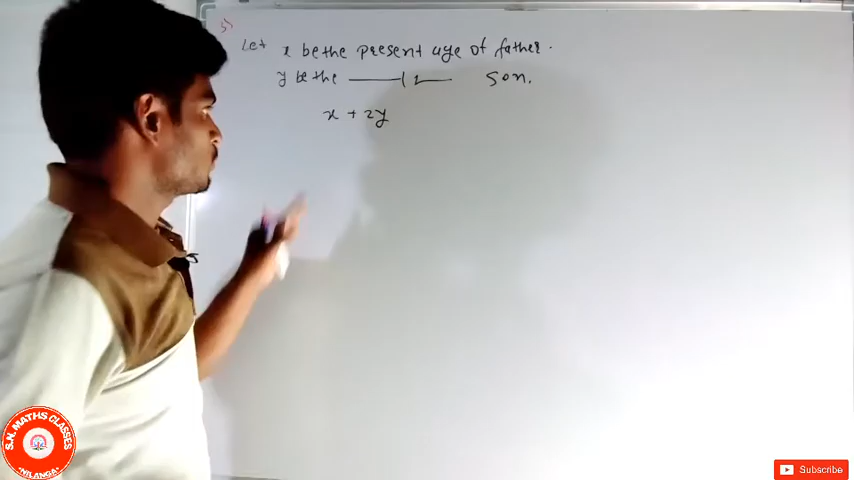 5)
Let x be the present age of father.
y be the —||— son.
x + 2y
S.N. MATHS CLASSES
• NILANGA •
Subscribe